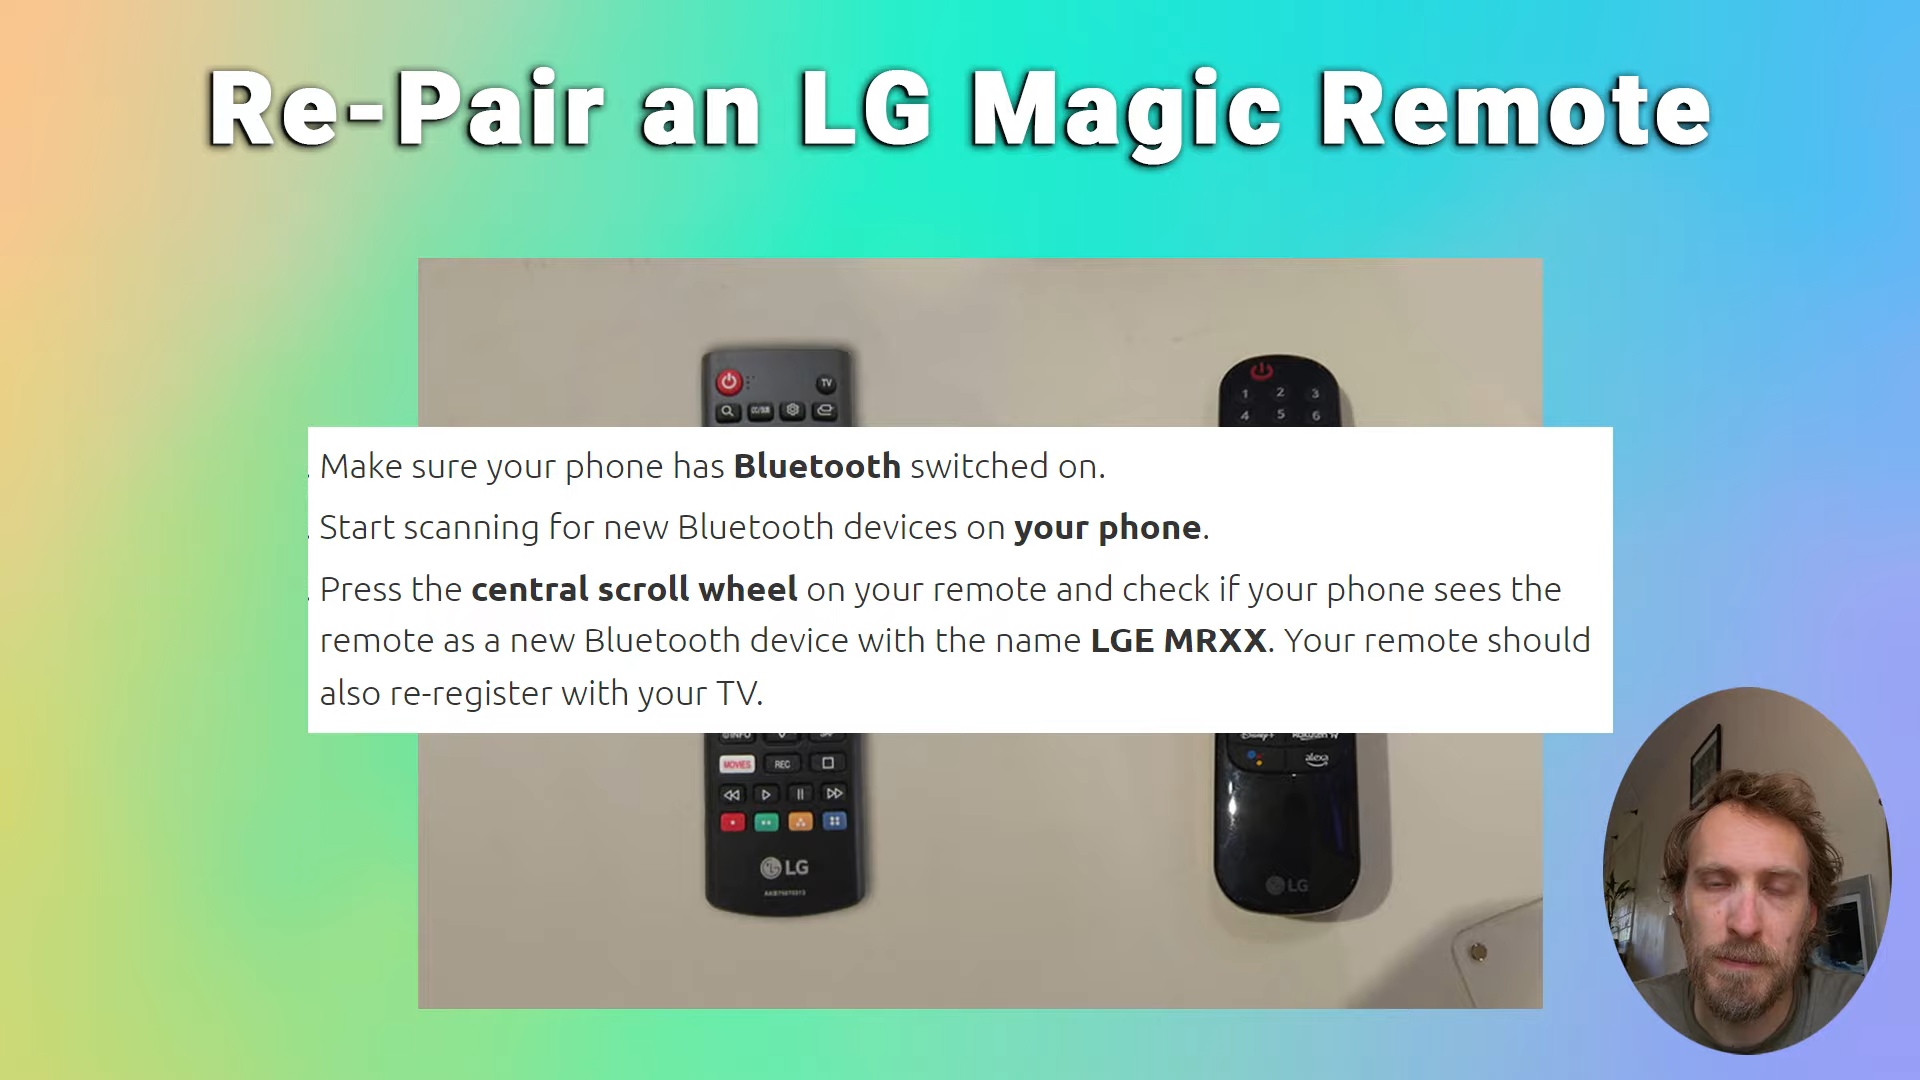 Re-Pair an LG Magic Remote
TV
1 2 3
4 5 6
. Make sure your phone has Bluetooth switched on.
. Start scanning for new Bluetooth devices on your phone.
. Press the central scroll wheel on your remote and check if your phone sees the
remote as a new Bluetooth device with the name LGE MRXX. Your remote should
also re-register with your TV.
MOVIES REC
alexa
LG
LG